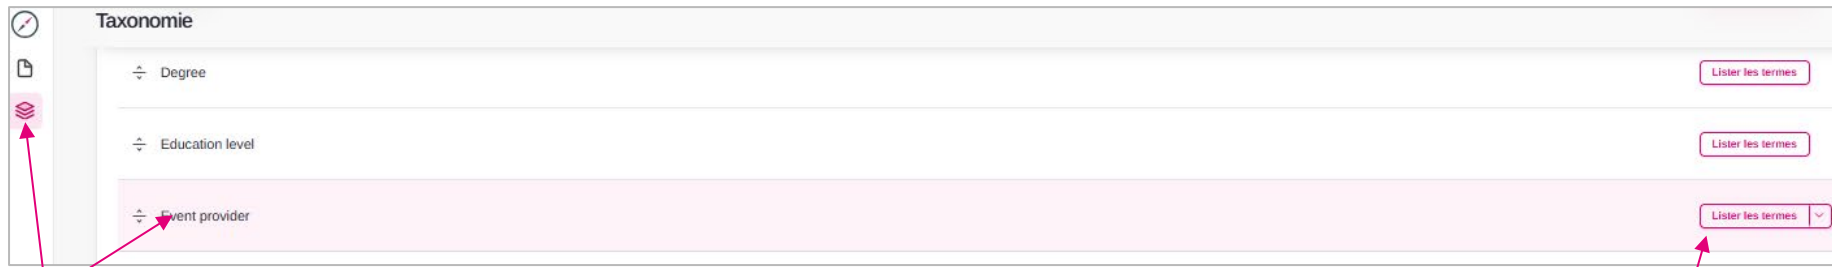 Taxonomie
Degree
Lister les termes
Education level
Lister les termes
Event provider
Lister les termes